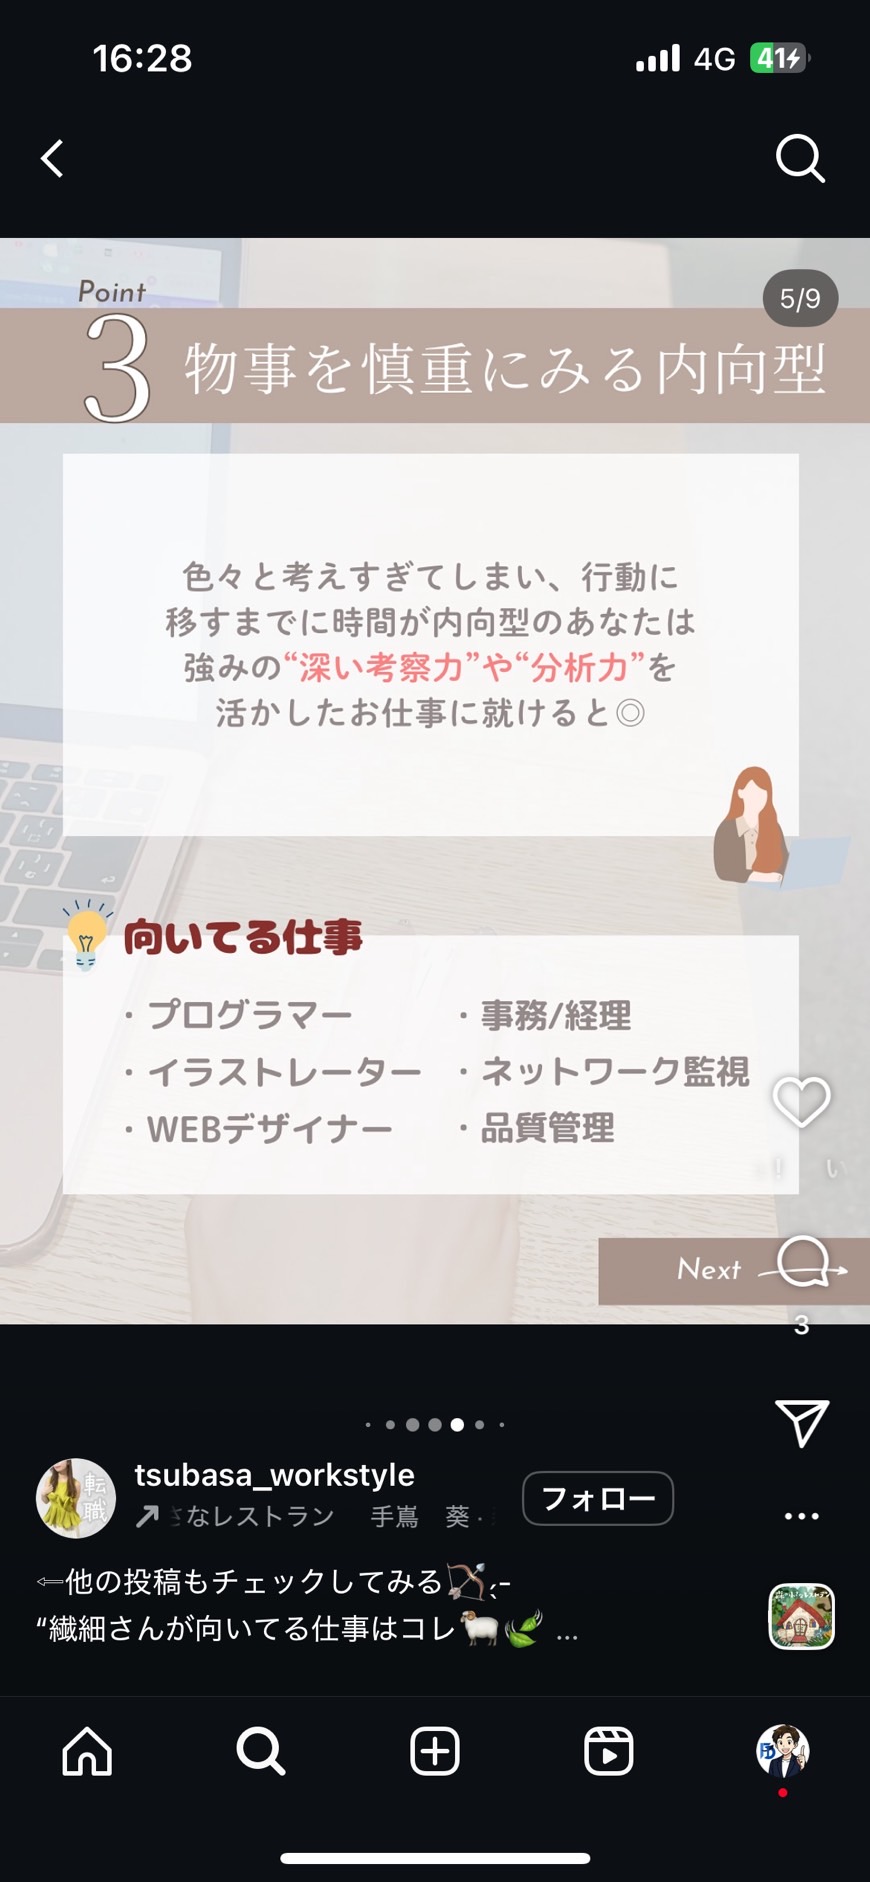 16:28
4G
41
5/9
Point
3 物事を慎重にみる内向型
色々と考えすぎてしまい、行動に
移すまでに時間が内向型のあなたは
強みの“深い考察力”や“分析力”を
活かしたお仕事に就けると◎
向いてる仕事
・プログラマー
・イラストレーター
・WEBデザイナー
・事務/経理
・ネットワーク監視
・品質管理
! い
Next
3
転職
tsubasa_workstyle
さなレストラン 手嶌 葵・
フォロー
⇦他の投稿もチェックしてみる🏹 ˎˊ-
“繊細さんが向いてる仕事はコレ🐏🍃 ...